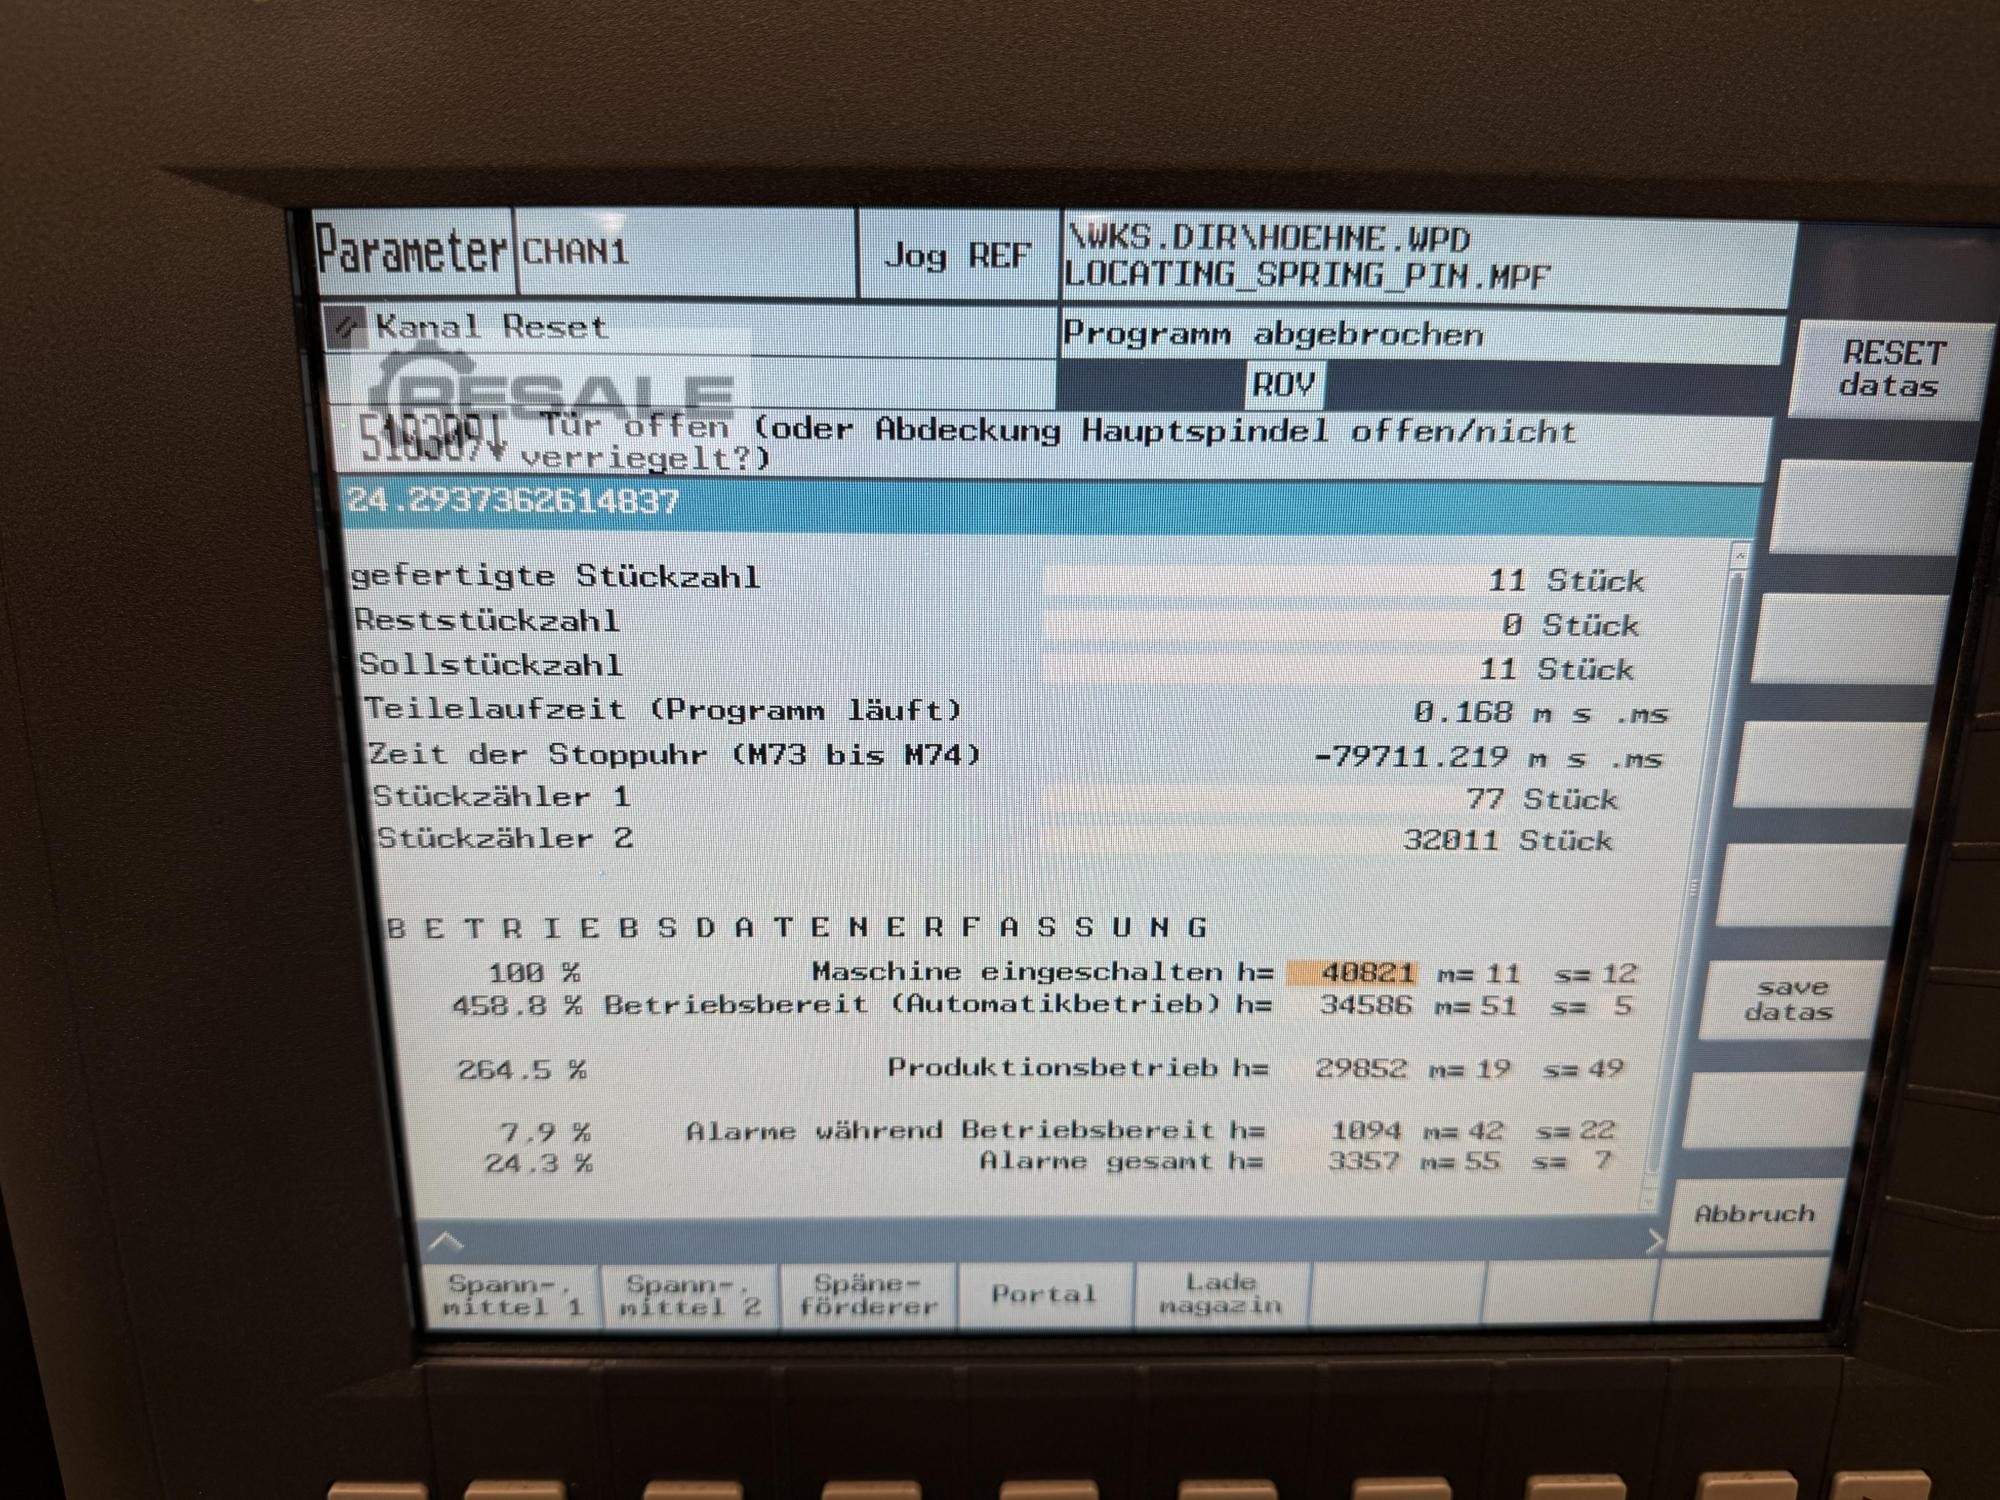 Parameter CHAN1 Jog REF \WKS.DIR\HOEHNE.WPD
LOCATING_SPRING_PIN.MPF
Kanal Reset Programm abgebrochen
ROV
RESET
datas
RESALE
510309 Tür offen (oder Abdeckung Hauptspindel offen/nicht
verriegelt?)
24.2937362614837
gefertigte Stückzahl 11 Stück
Reststückzahl 0 Stück
Sollstückzahl 11 Stück
Teilelaufzeit (Programm läuft) 0.168 m s .ms
Zeit der Stoppuhr (M73 bis M74) -79711.219 m s .ms
Stückzähler 1 77 Stück
Stückzähler 2 32011 Stück
BETRIEBSDATENERFASSUNG
100 % Maschine eingeschalten h= 40821 m= 11 s= 12
458.8 % Betriebsbereit (Automatikbetrieb) h= 34586 m= 51 s= 5
264.5 % Produktionsbetrieb h= 29852 m= 19 s= 49
7.9 % Alarme während Betriebsbereit h= 1094 m= 42 s= 22
24.3 % Alarme gesamt h= 3357 m= 55 s= 7
save
datas
Abbruch
Spann-.
mittel 1
Spann-.
mittel 2
Späne-
förderer
Portal
Lade
magazin